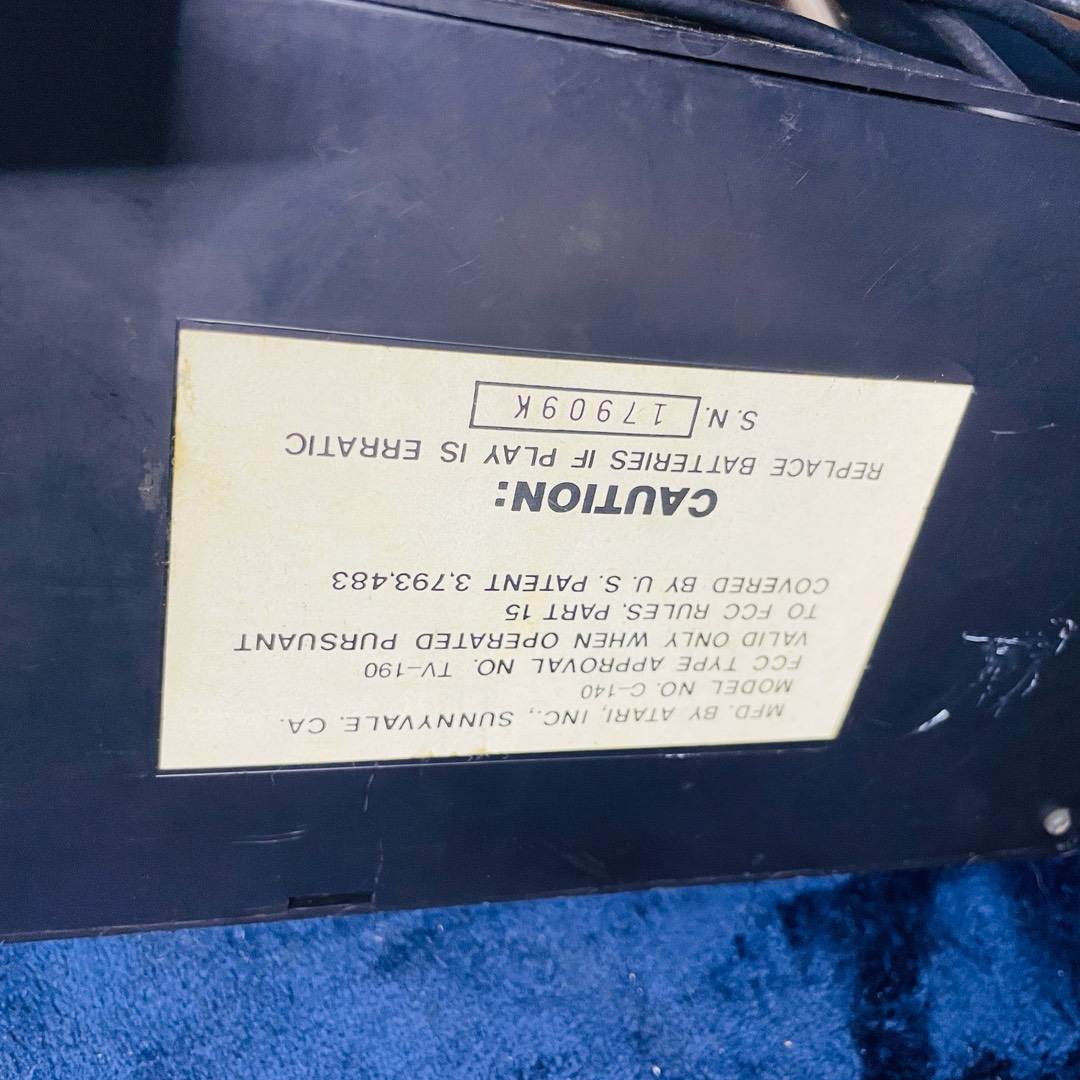 MFD. BY ATARI, INC., SUNNYVALE. CA.
MODEL NO. C-140
FCC TYPE APPROVAL NO. TV-190
VALID ONLY WHEN OPERATED PURSUANT
TO FCC RULES, PART 15
COVERED BY U.S. PATENT 3,793,483
CAUTION:
REPLACE BATTERIES IF PLAY IS ERRATIC
S.N. 17909K